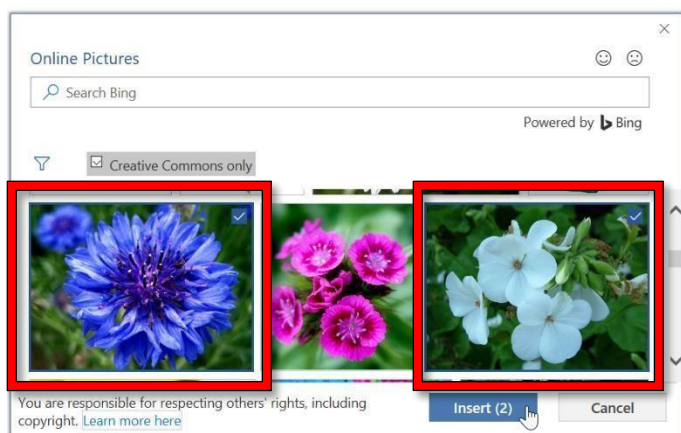 Online Pictures
Search Bing
Powered by Bing
Creative Commons only
You are responsible for respecting others' rights, including
copyright. Learn more here
Insert (2)
Cancel